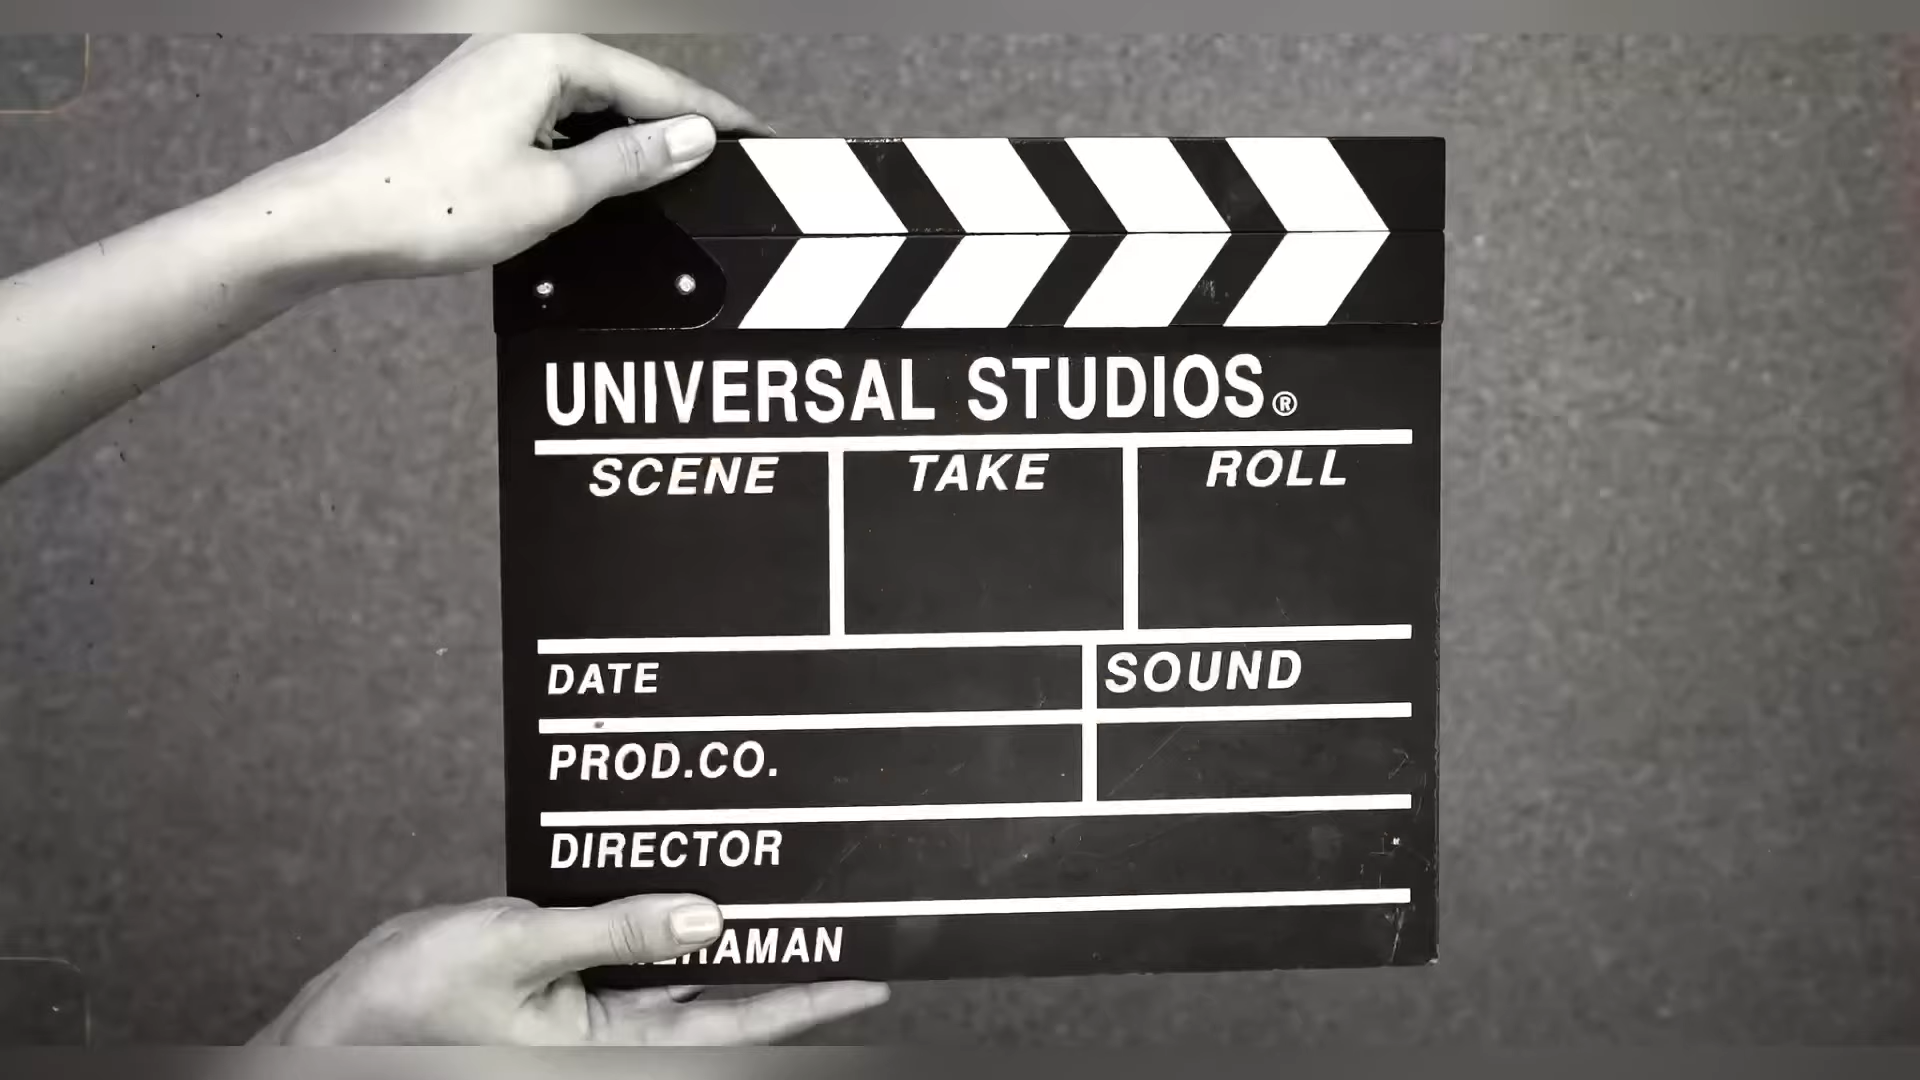 UNIVERSAL STUDIOS®
SCENE TAKE ROLL
DATE SOUND
PROD.CO.
DIRECTOR